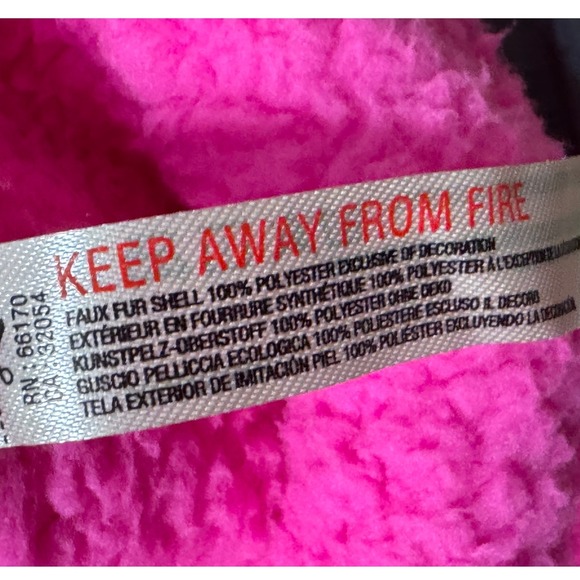 KEEP AWAY FROM FIRE
FAUX FUR SHELL 100% POLYESTER EXCLUSIVE OF DECORATION
EXTÉRIEUR EN FOURRURE SYNTHÉTIQUE 100% POLYESTER À L'EXCEPTION
KUNSTPELZ-OBERSTOFF 100% POLYESTER OHNE DEKO
GUSCIO PELLICCIA ECOLOGICA 100% POLIESTERE ESCLUSO IL DECORO
TELA EXTERIOR DE IMITACIÓN PIEL 100% POLIÉSTER EXCLUYENDO LA DECORACIÓN
RN: 66170
CA: 32054